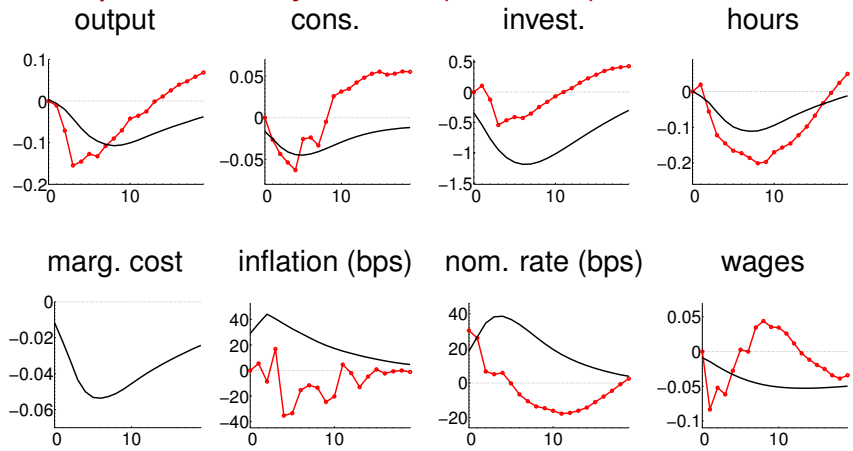 output cons. invest. hours
0.1 0.05 0.5 0
0 0 0 −0.1
−0.1 −0.05 −0.5 −0.2
−0.2 −1
−1.5
10 0 10 0 10 0 10
marg. cost inflation (bps) nom. rate (bps) wages
0 40 40 0.05
−0.02 20 20 0
−0.04 0 0 −0.05
−0.06 −20 −20 −0.1
−40
0 10 0 10 0 10 0 10